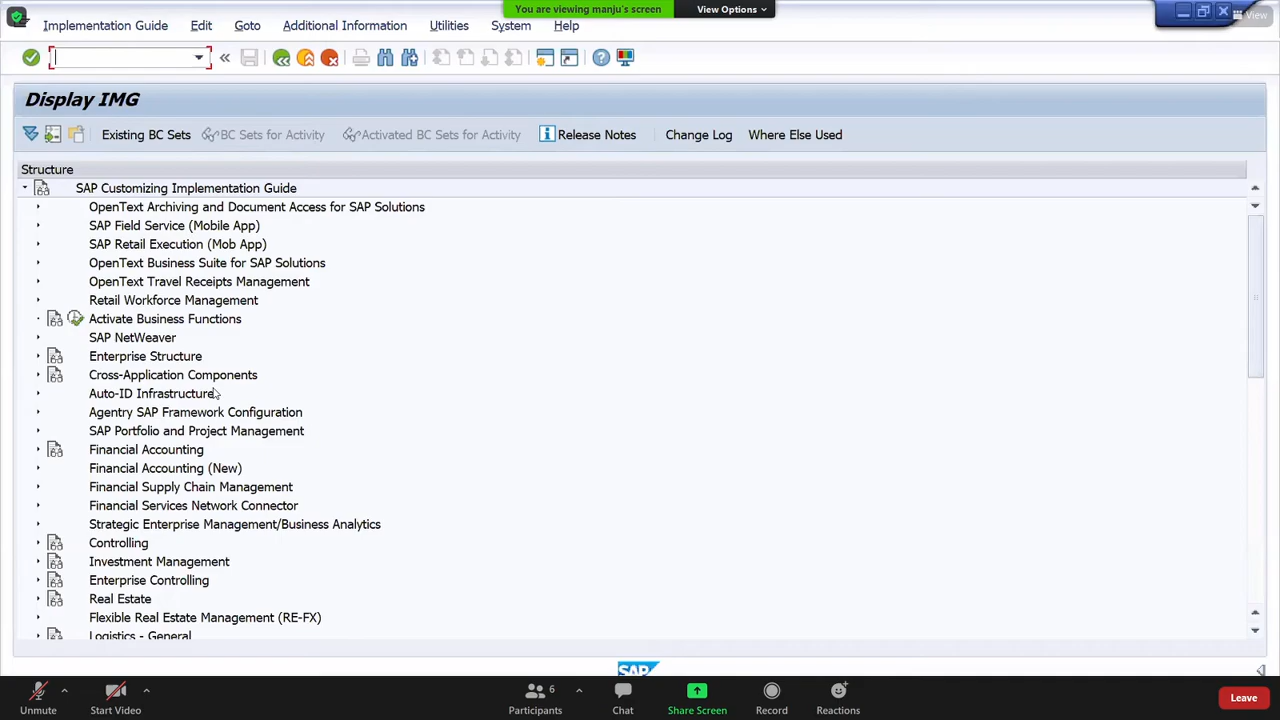 You are viewing manju's screen
View Options
View
Implementation Guide Edit Goto Additional Information Utilities System Help
Display IMG
Existing BC Sets BC Sets for Activity Activated BC Sets for Activity Release Notes Change Log Where Else Used
Structure
SAP Customizing Implementation Guide
OpenText Archiving and Document Access for SAP Solutions
SAP Field Service (Mobile App)
SAP Retail Execution (Mob App)
OpenText Business Suite for SAP Solutions
OpenText Travel Receipts Management
Retail Workforce Management
Activate Business Functions
SAP NetWeaver
Enterprise Structure
Cross-Application Components
Auto-ID Infrastructure
Agentry SAP Framework Configuration
SAP Portfolio and Project Management
Financial Accounting
Financial Accounting (New)
Financial Supply Chain Management
Financial Services Network Connector
Strategic Enterprise Management/Business Analytics
Controlling
Investment Management
Enterprise Controlling
Real Estate
Flexible Real Estate Management (RE-FX)
Logistics - General
SAP
6
Unmute Start Video Participants Chat Share Screen Record Reactions Leave